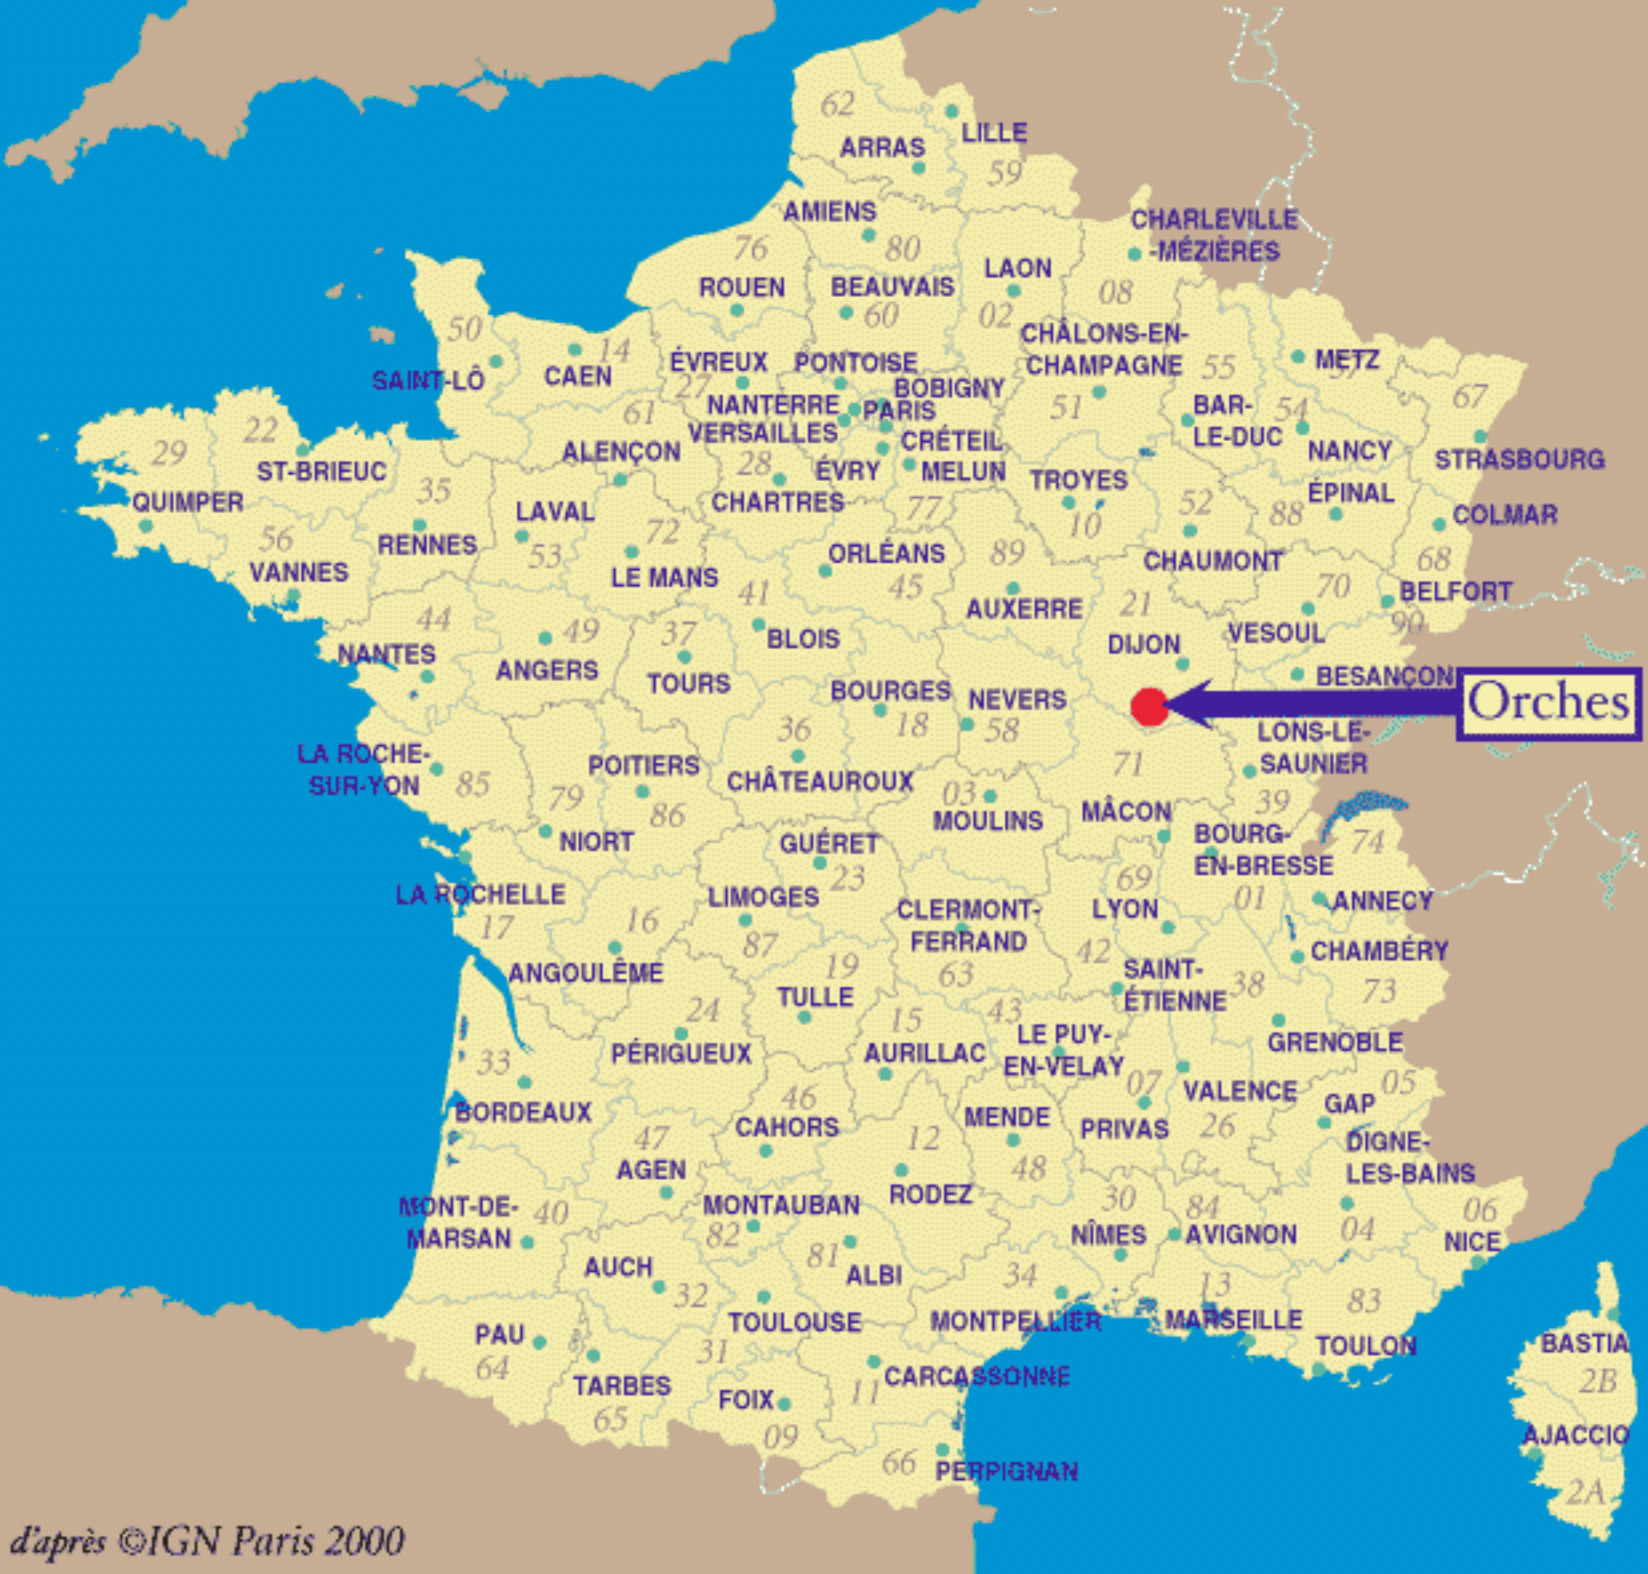 62
LILLE
ARRAS
59
AMIENS
CHARLEVILLE
-MÉZIÈRES
76
80
LAON
ROUEN
BEAUVAIS
08
60
02
50
CHÂLONS-EN-
CHAMPAGNE
14
ÉVREUX
PONTOISE
METZ
57
SAINT-LÔ
CAEN
27
BOBIGNY
55
67
NANTERRE
PARIS
51
BAR-
LE-DUC
54
61
VERSAILLES
22
29
ALENÇON
CRÉTEIL
NANCY
STRASBOURG
ST-BRIEUC
28
ÉVRY
MELUN
TROYES
35
ÉPINAL
QUIMPER
LAVAL
CHARTRES
77
52
88
COLMAR
10
56
RENNES
72
53
ORLÉANS
89
CHAUMONT
68
VANNES
LE MANS
41
45
70
BELFORT
AUXERRE
21
44
49
37
BLOIS
DIJON
VESOUL
90
NANTES
ANGERS
TOURS
BOURGES
NEVERS
BESANÇON
Orches
36
18
58
LONS-LE-
SAUNIER
LA ROCHE-
SUR-YON
85
POITIERS
CHÂTEAUROUX
71
79
86
03
MOULINS
MÂCON
39
NIORT
GUÉRET
BOURG-
EN-BRESSE
74
23
69
LA ROCHELLE
LIMOGES
CLERMONT-
FERRAND
LYON
01
ANNECY
17
16
87
42
CHAMBÉRY
ANGOULÊME
19
63
SAINT-
ÉTIENNE
38
73
TULLE
24
15
43
LE PUY-
EN-VELAY
GRENOBLE
33
PÉRIGUEUX
AURILLAC
07
VALENCE
05
BORDEAUX
46
MENDE
GAP
CAHORS
PRIVAS
26
47
12
DIGNE-
LES-BAINS
AGEN
48
RODEZ
MONT-DE-
MARSAN
40
MONTAUBAN
30
84
06
82
NÎMES
AVIGNON
04
NICE
81
AUCH
ALBI
34
13
32
83
TOULOUSE
MONTPELLIER
MARSEILLE
PAU
TOULON
BASTIA
64
31
CARCASSONNE
TARBES
FOIX
11
2B
65
09
AJACCIO
66
PERPIGNAN
2A
d'après ©IGN Paris 2000